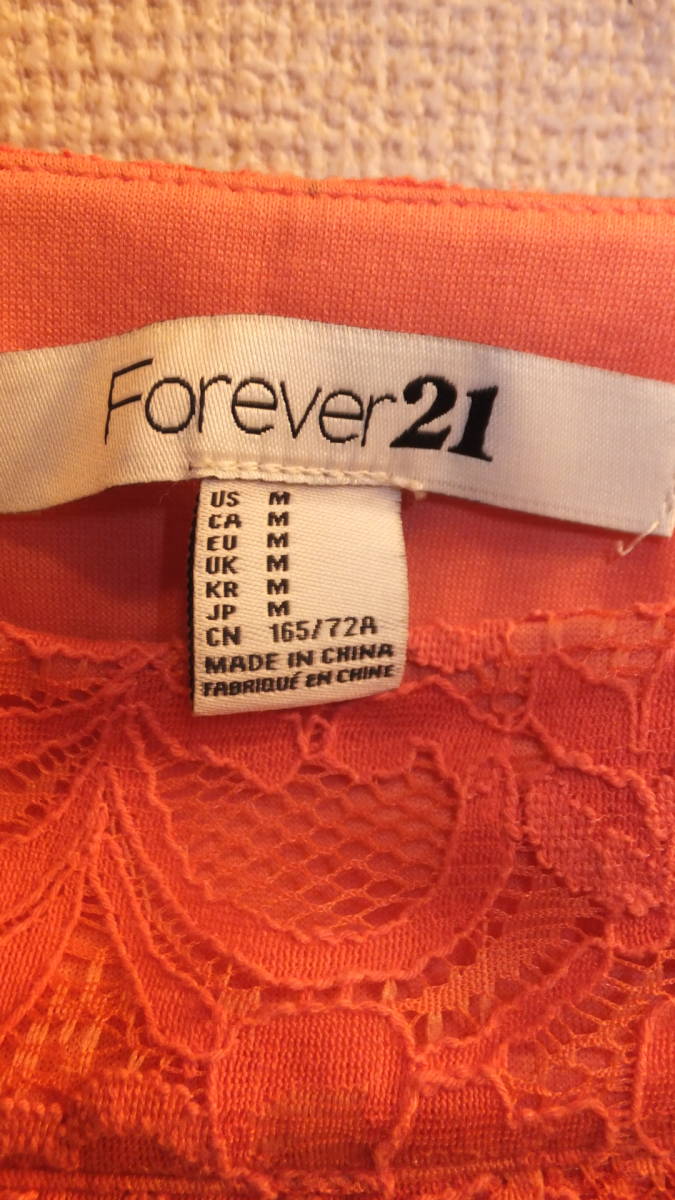 Forever21
US M
CA M
EU M
UK M
KR M
JP M
CN 165/72A
MADE IN CHINA
FABRIQUÉ EN CHINE